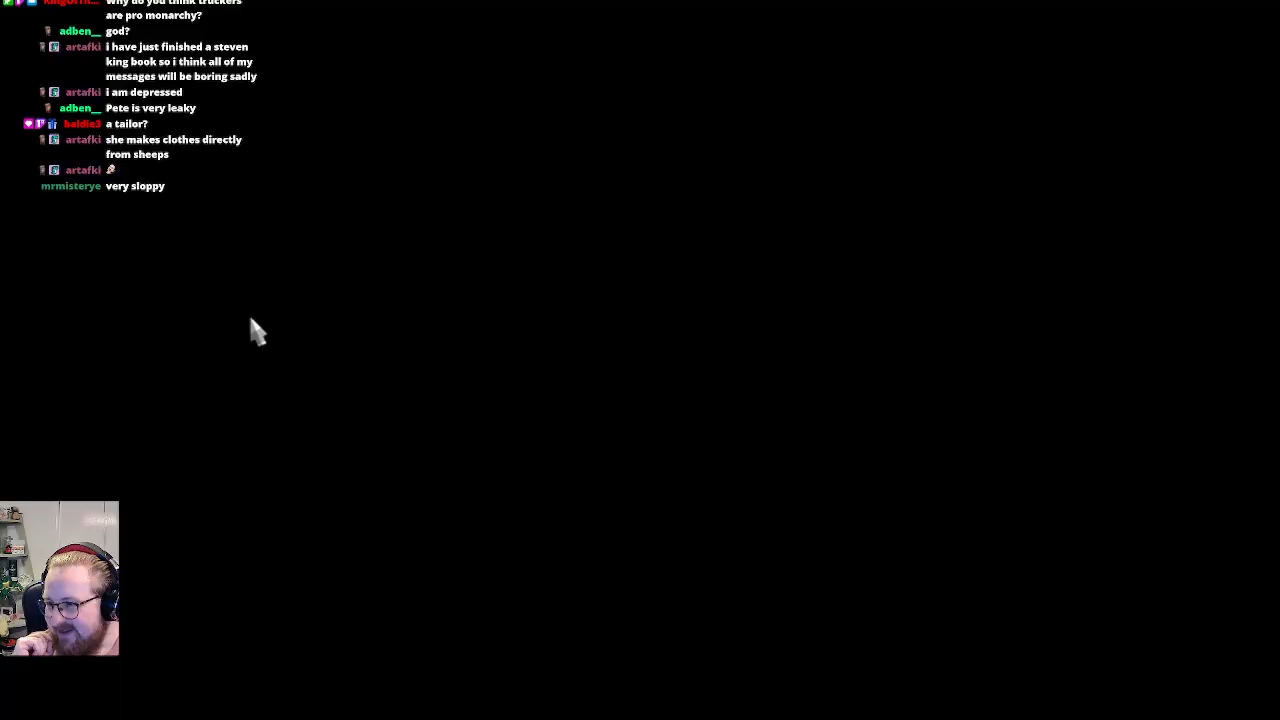 Why do you think truckers
are pro monarchy?
adben__ god?
artafki i have just finished a steven
king book so i think all of my
messages will be boring sadly
artafki i am depressed
adben__ Pete is very leaky
baldie3 a tailor?
artafki she makes clothes directly
from sheeps
artafki
mrmisterye very sloppy